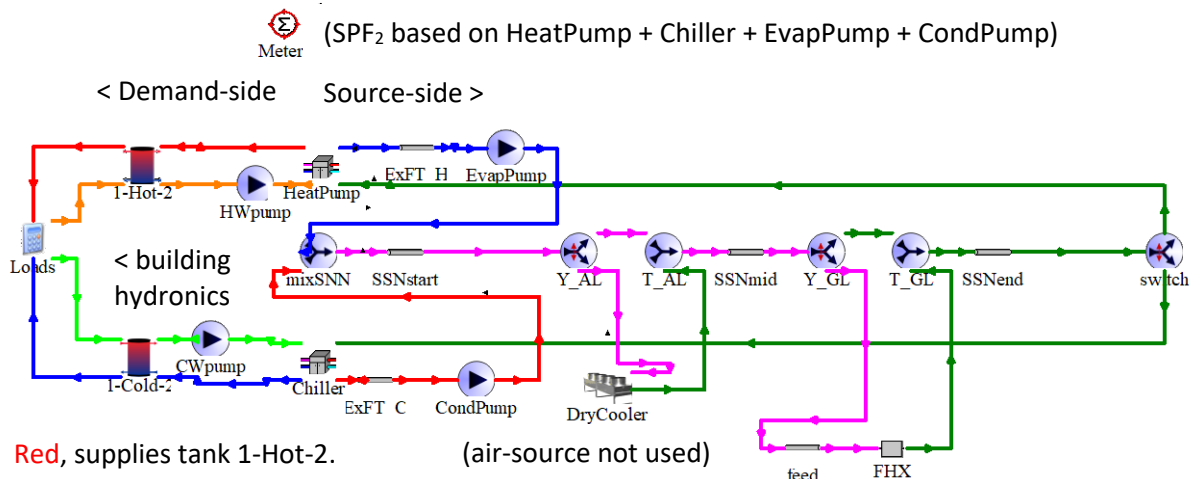 Σ
Meter
(SPF₂ based on HeatPump + Chiller + EvapPump + CondPump)
< Demand-side
Source-side >
1-Hot-2
HWpump
HeatPump
ExFT_H
EvapPump
Loads
< building
hydronics
mixSNN
SSNstart
Y_AL
T_AL
SSNmid
Y_GL
T_GL
SSNend
switch
1-Cold-2
CWpump
Chiller
ExFT_C
CondPump
DryCooler
Red, supplies tank 1-Hot-2.
(air-source not used)
feed
FHX